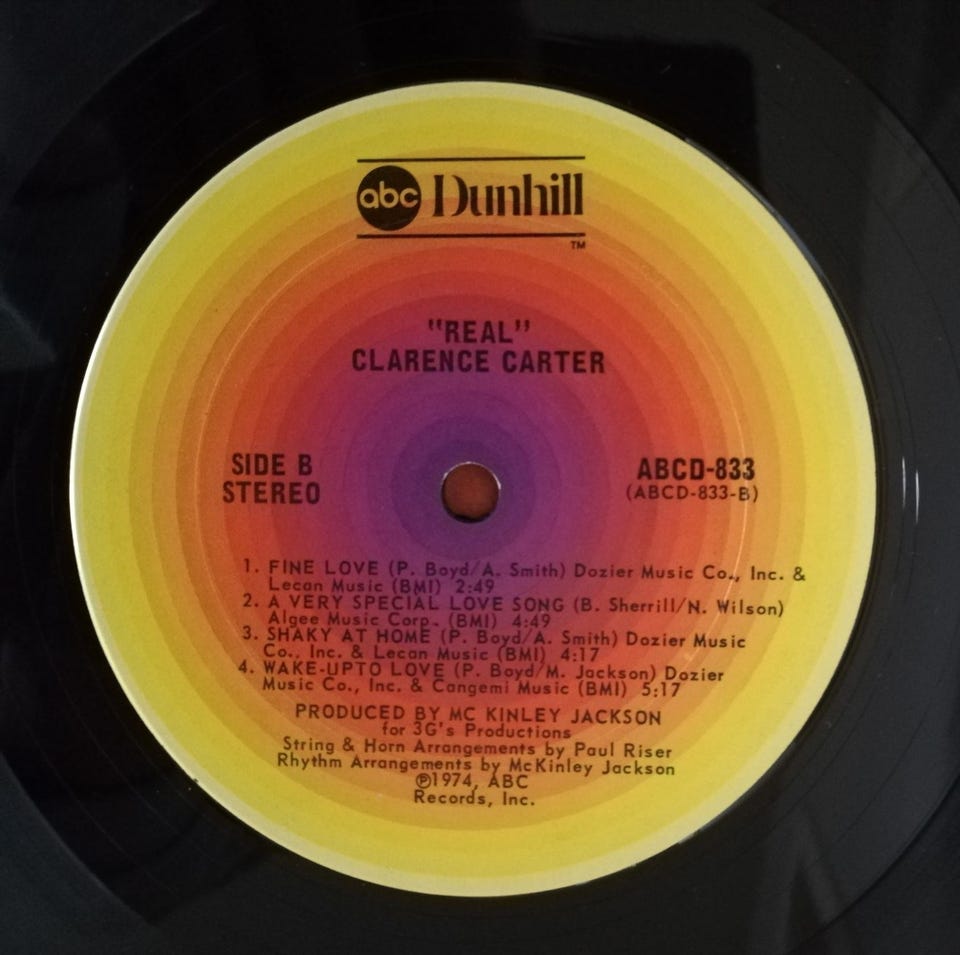 abc Dunhill
TM
"REAL"
CLARENCE CARTER
SIDE B
STEREO
ABCD-833
(ABCD-833-B)
1. FINE LOVE (P. Boyd/A. Smith) Dozier Music Co., Inc. &
Lecan Music (BMI) 2:49
2. A VERY SPECIAL LOVE SONG (B. Sherrill/N. Wilson)
Algee Music Corp. (BMI) 4:49
3. SHAKY AT HOME (P. Boyd/A. Smith) Dozier Music
Co., Inc. & Lecan Music (BMI) 4:17
4. WAKE-UPTO LOVE (P. Boyd/M. Jackson) Dozier
Music Co., Inc. & Cangemi Music (BMI) 5:17
PRODUCED BY MC KINLEY JACKSON
for 3G's Productions
String & Horn Arrangements by Paul Riser
Rhythm Arrangements by McKinley Jackson
℗1974, ABC
Records, Inc.